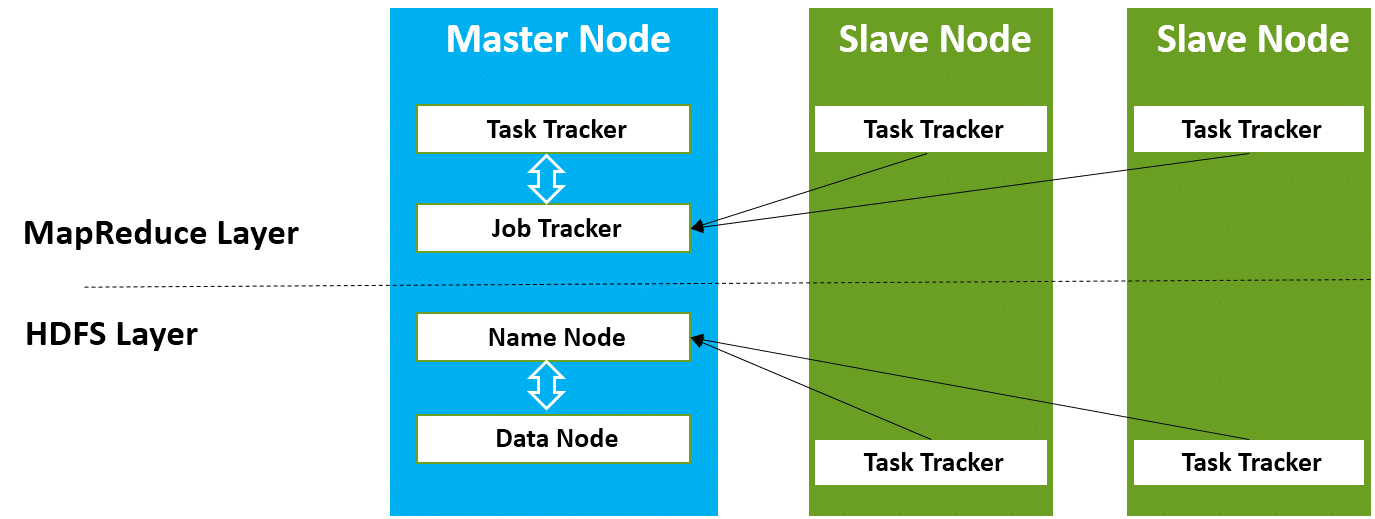 Master Node
Slave Node
Slave Node
Task Tracker
Task Tracker
Task Tracker
Job Tracker
MapReduce Layer
HDFS Layer
Name Node
Data Node
Task Tracker
Task Tracker